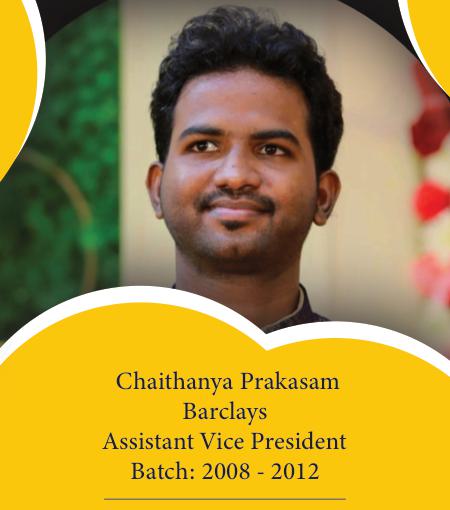 Chaithanya Prakasam
Barclays
Assistant Vice President
Batch: 2008 - 2012